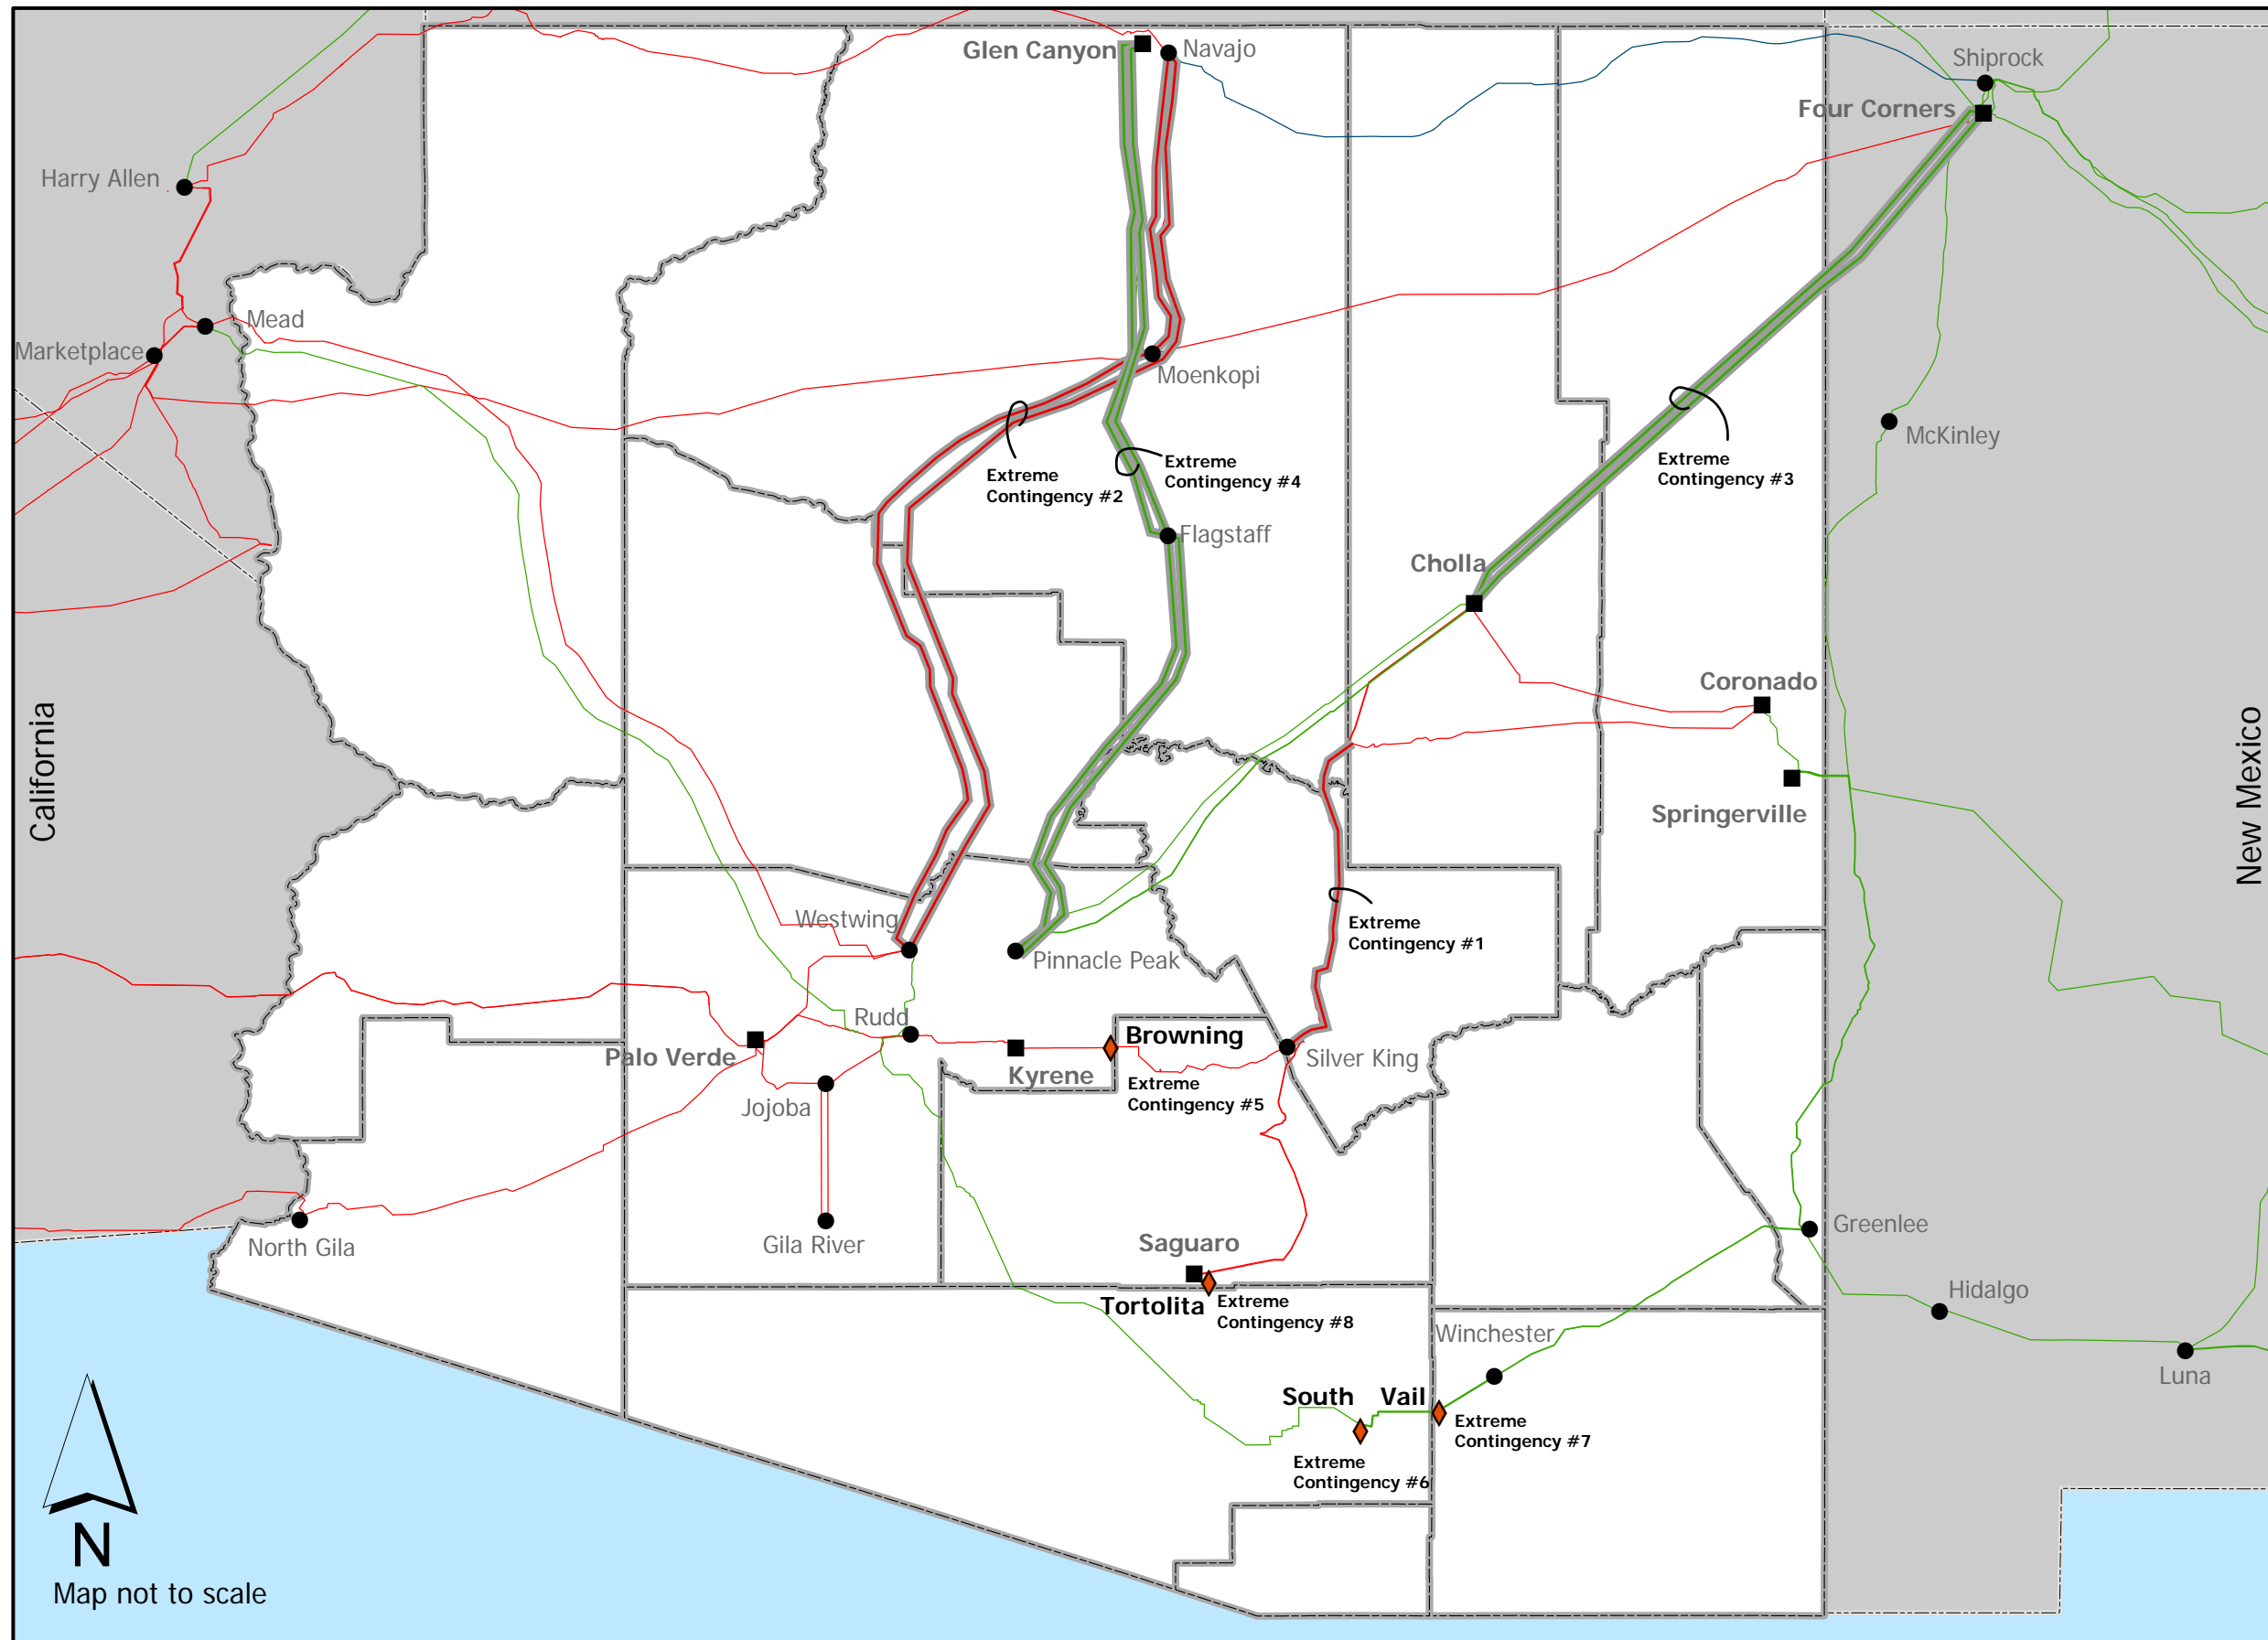 Glen Canyon
Navajo
Shiprock
Four Corners
Harry Allen
Mead
Marketplace
Moenkopi
McKinley
Extreme
Contingency #2
Extreme
Contingency #4
Extreme
Contingency #3
Flagstaff
Cholla
Coronado
Springerville
California
New Mexico
Westwing
Pinnacle Peak
Extreme
Contingency #1
Rudd
Palo Verde
Kyrene
Browning
Silver King
Extreme
Contingency #5
Jojoba
North Gila
Gila River
Saguaro
Greenlee
Tortolita
Extreme
Contingency #8
Hidalgo
Winchester
Luna
South
Vail
Extreme
Contingency #7
Extreme
Contingency #6
N
Map not to scale